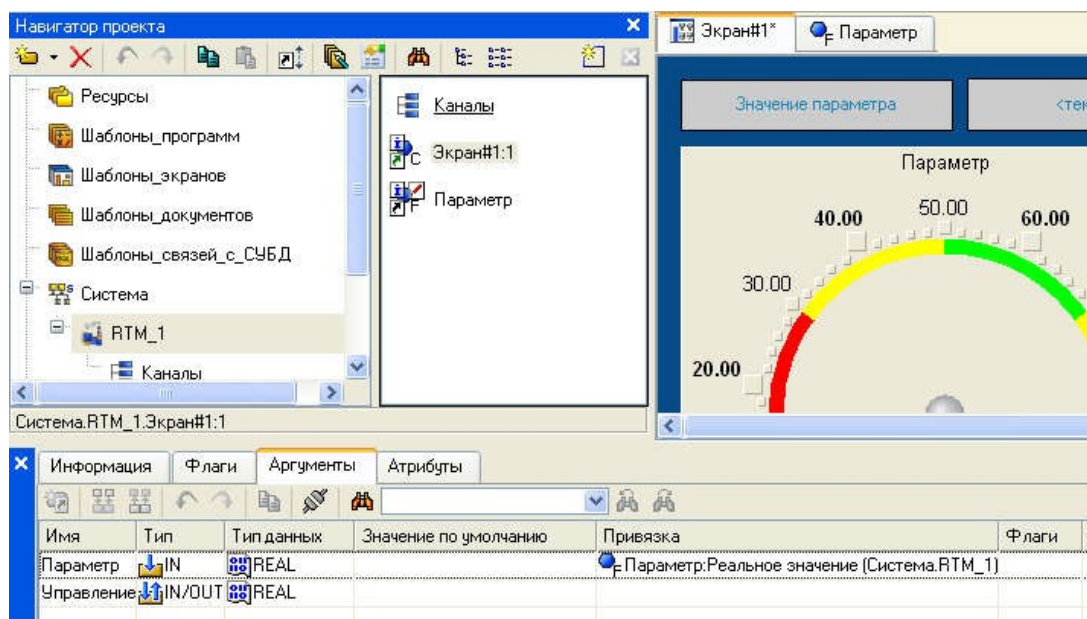 Навигатор проекта
Ресурсы
Шаблоны_программ
Шаблоны_экранов
Шаблоны_документов
Шаблоны_связей_с_СУБД
Система
RTM_1
Каналы
Каналы
Экран#1:1
Параметр
Система.RTM_1.Экран#1:1
Экран#1* Параметр
Значение параметра
Параметр
20.00 30.00 40.00 50.00 60.00
Информация Флаги Аргументы Атрибуты
Имя Тип Тип данных Значение по умолчанию Привязка Флаги
Параметр IN REAL Параметр:Реальное значение (Система.RTM_1)
Управление IN/OUT REAL